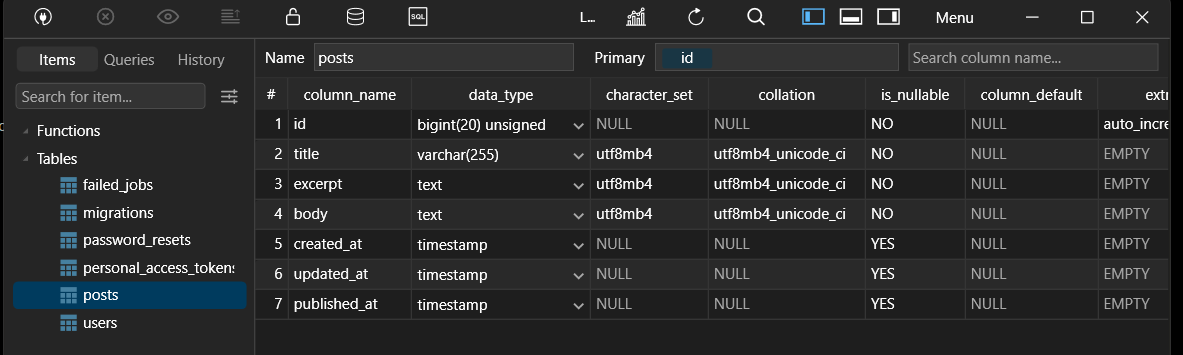 SQL L... Menu
Items Queries History Name posts Primary id Search column name...
Search for item...
Functions
Tables
failed_jobs
migrations
password_resets
personal_access_tokens
posts
users
# column_name data_type character_set collation is_nullable column_default extr
1 id bigint(20) unsigned NULL NULL NO NULL auto_incre
2 title varchar(255) utf8mb4 utf8mb4_unicode_ci NO NULL EMPTY
3 excerpt text utf8mb4 utf8mb4_unicode_ci NO NULL EMPTY
4 body text utf8mb4 utf8mb4_unicode_ci NO NULL EMPTY
5 created_at timestamp NULL NULL YES NULL EMPTY
6 updated_at timestamp NULL NULL YES NULL EMPTY
7 published_at timestamp NULL NULL YES NULL EMPTY